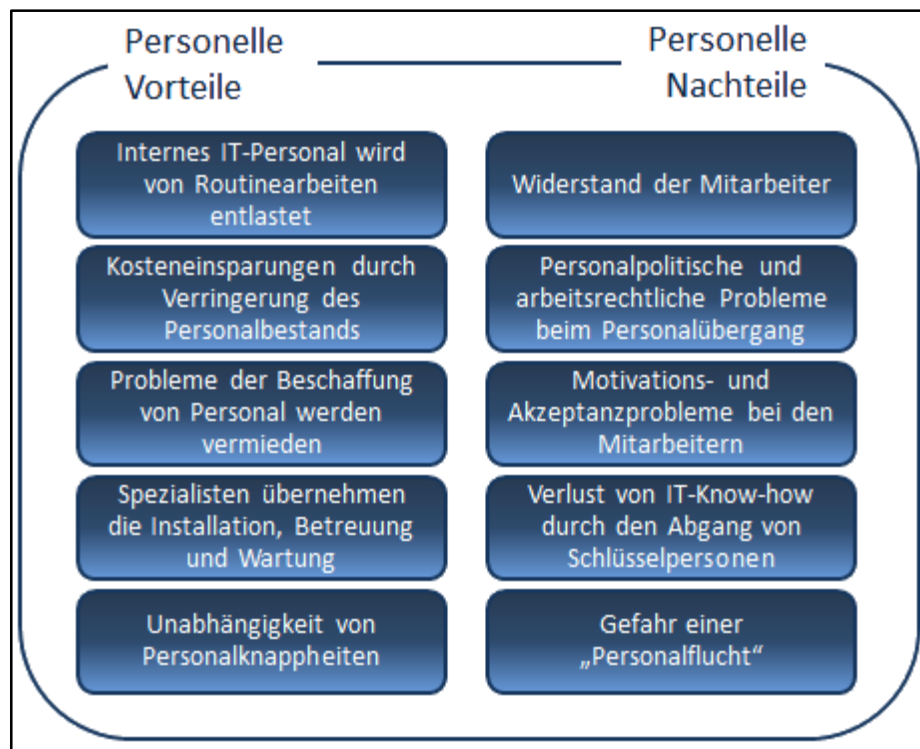 Personelle
Vorteile
Personelle
Nachteile
Internes IT-Personal wird
von Routinearbeiten
entlastet
Widerstand der Mitarbeiter
Kosteneinsparungen durch
Verringerung des
Personalbestands
Personalpolitische und
arbeitsrechtliche Probleme
beim Personalübergang
Probleme der Beschaffung
von Personal werden
vermieden
Motivations- und
Akzeptanzprobleme bei den
Mitarbeitern
Spezialisten übernehmen
die Installation, Betreuung
und Wartung
Verlust von IT-Know-how
durch den Abgang von
Schlüsselpersonen
Unabhängigkeit von
Personalknappheiten
Gefahr einer
„Personalflucht“